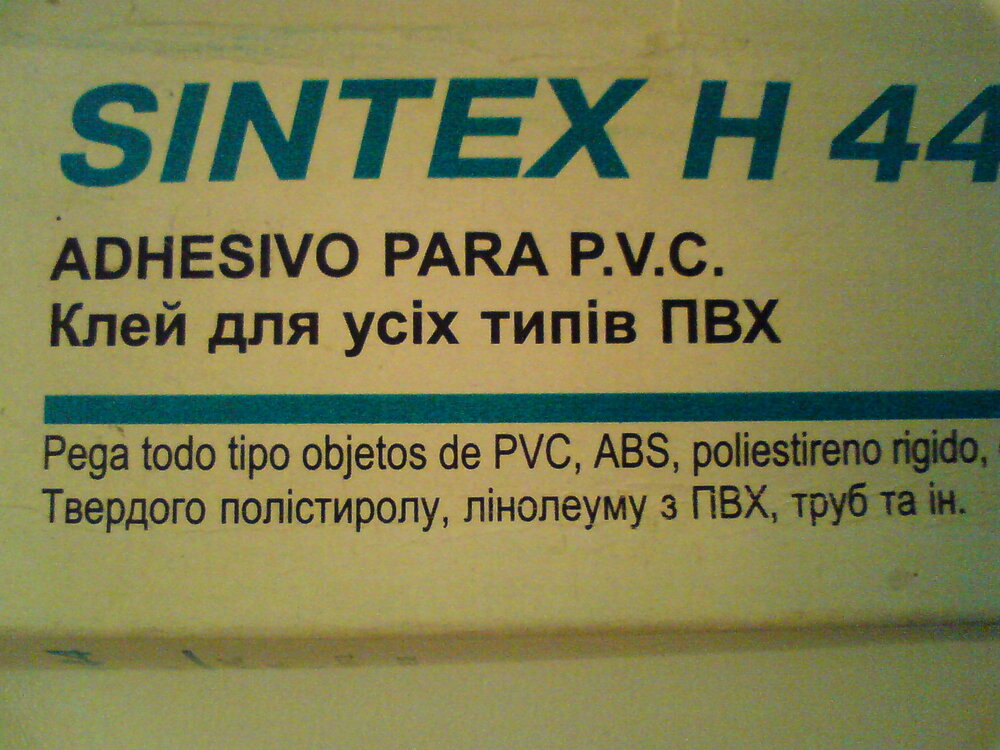 SINTEX H 44
ADHESIVO PARA P.V.C.
Клей для усіх типів ПВХ
Pega todo tipo objetos de PVC, ABS, poliestireno rigido,
Твердого полістиролу, лінолеуму з ПВХ, труб та ін.